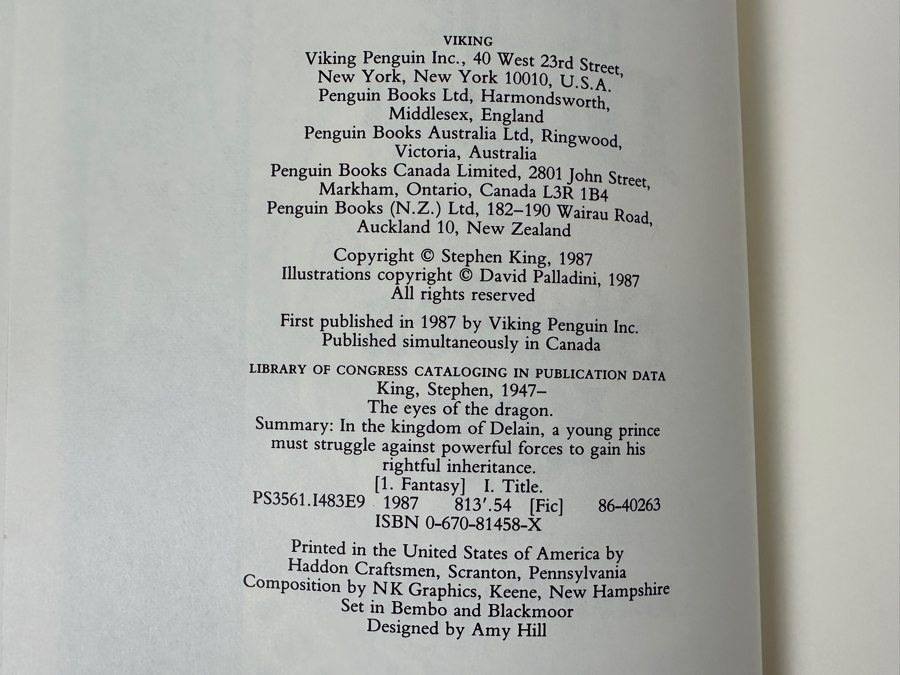 VIKING
Viking Penguin Inc., 40 West 23rd Street,
New York, New York 10010, U.S.A.
Penguin Books Ltd, Harmondsworth,
Middlesex, England
Penguin Books Australia Ltd, Ringwood,
Victoria, Australia
Penguin Books Canada Limited, 2801 John Street,
Markham, Ontario, Canada L3R 1B4
Penguin Books (N.Z.) Ltd, 182–190 Wairau Road,
Auckland 10, New Zealand
Copyright © Stephen King, 1987
Illustrations copyright © David Palladini, 1987
All rights reserved
First published in 1987 by Viking Penguin Inc.
Published simultaneously in Canada
LIBRARY OF CONGRESS CATALOGING IN PUBLICATION DATA
King, Stephen, 1947–
The eyes of the dragon.
Summary: In the kingdom of Delain, a young prince
must struggle against powerful forces to gain his
rightful inheritance.
[1. Fantasy] I. Title.
PS3561.I483E9 1987 813'.54 [Fic] 86-40263
ISBN 0-670-81458-X
Printed in the United States of America by
Haddon Craftsmen, Scranton, Pennsylvania
Composition by NK Graphics, Keene, New Hampshire
Set in Bembo and Blackmoor
Designed by Amy Hill